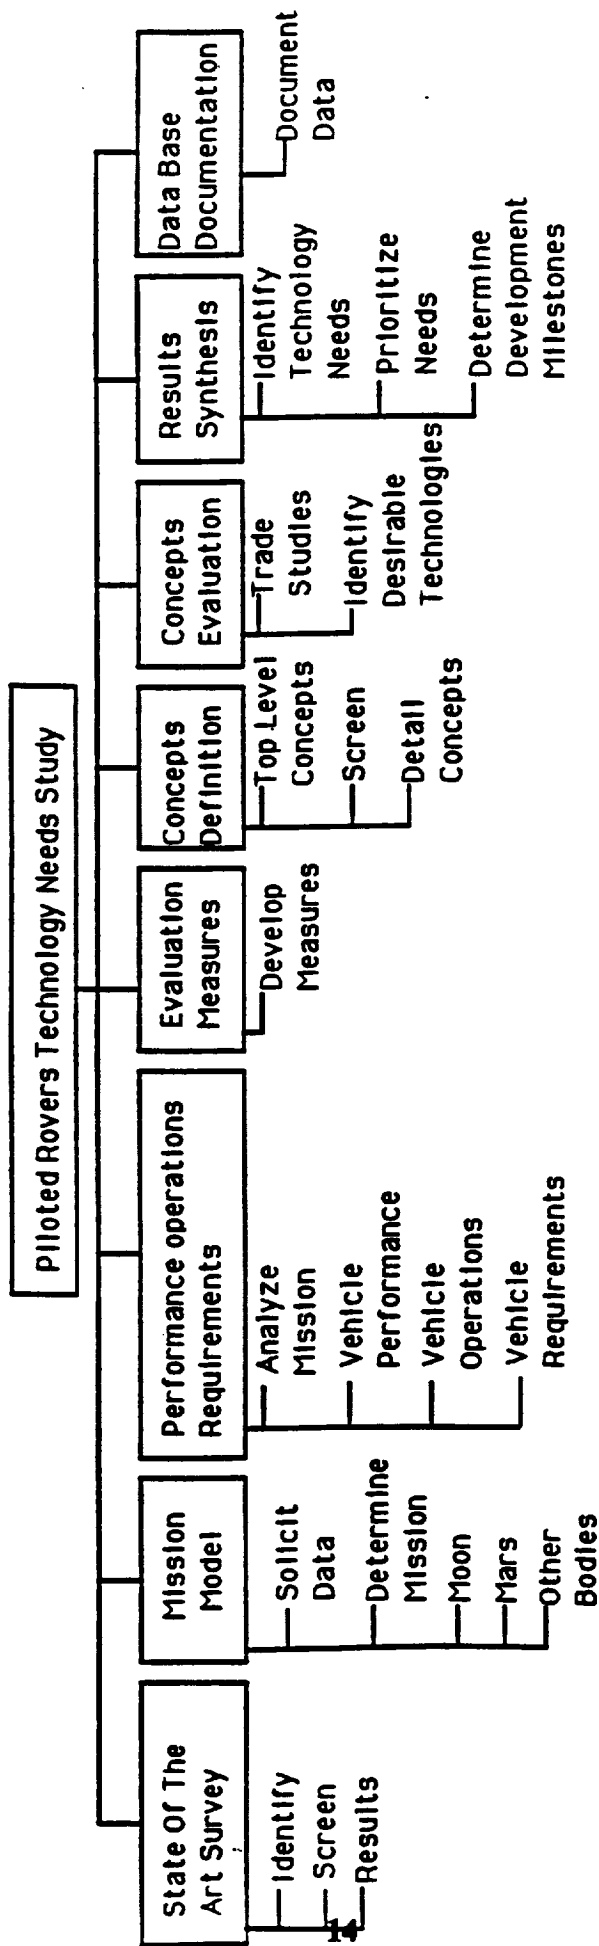 Piloted Rovers Technology Needs Study
State Of The
Art Survey
Identify
Screen
Results
Mission
Model
Solicit
Data
Determine
Mission
Moon
Mars
Other
Bodies
Performance operations
Requirements
Analyze
Mission
Vehicle
Performance
Vehicle
Operations
Vehicle
Requirements
Evaluation
Measures
Develop
Measures
Concepts
Definition
Top Level
Concepts
Screen
Detail
Concepts
Concepts
Evaluation
Trade
Studies
Identify
Desirable
Technologies
Results
Synthesis
Identify
Technology
Needs
Prioritize
Needs
Determine
Development
Milestones
Data Base
Documentation
Document
Data
14